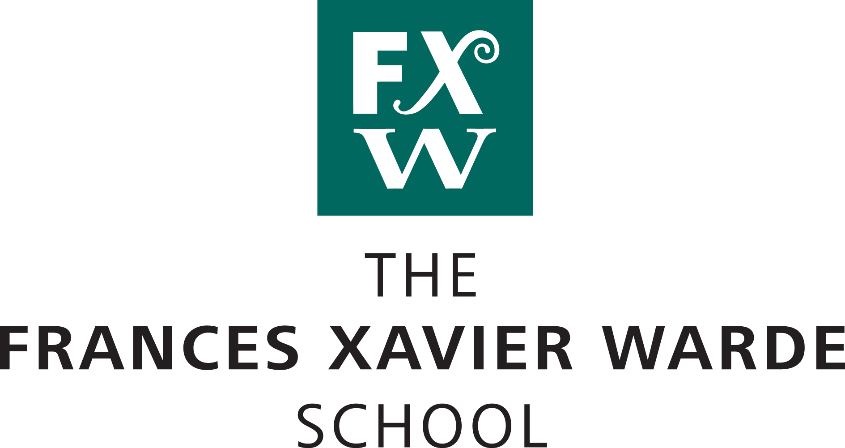 FX
W
THE
FRANCES XAVIER WARDE
SCHOOL